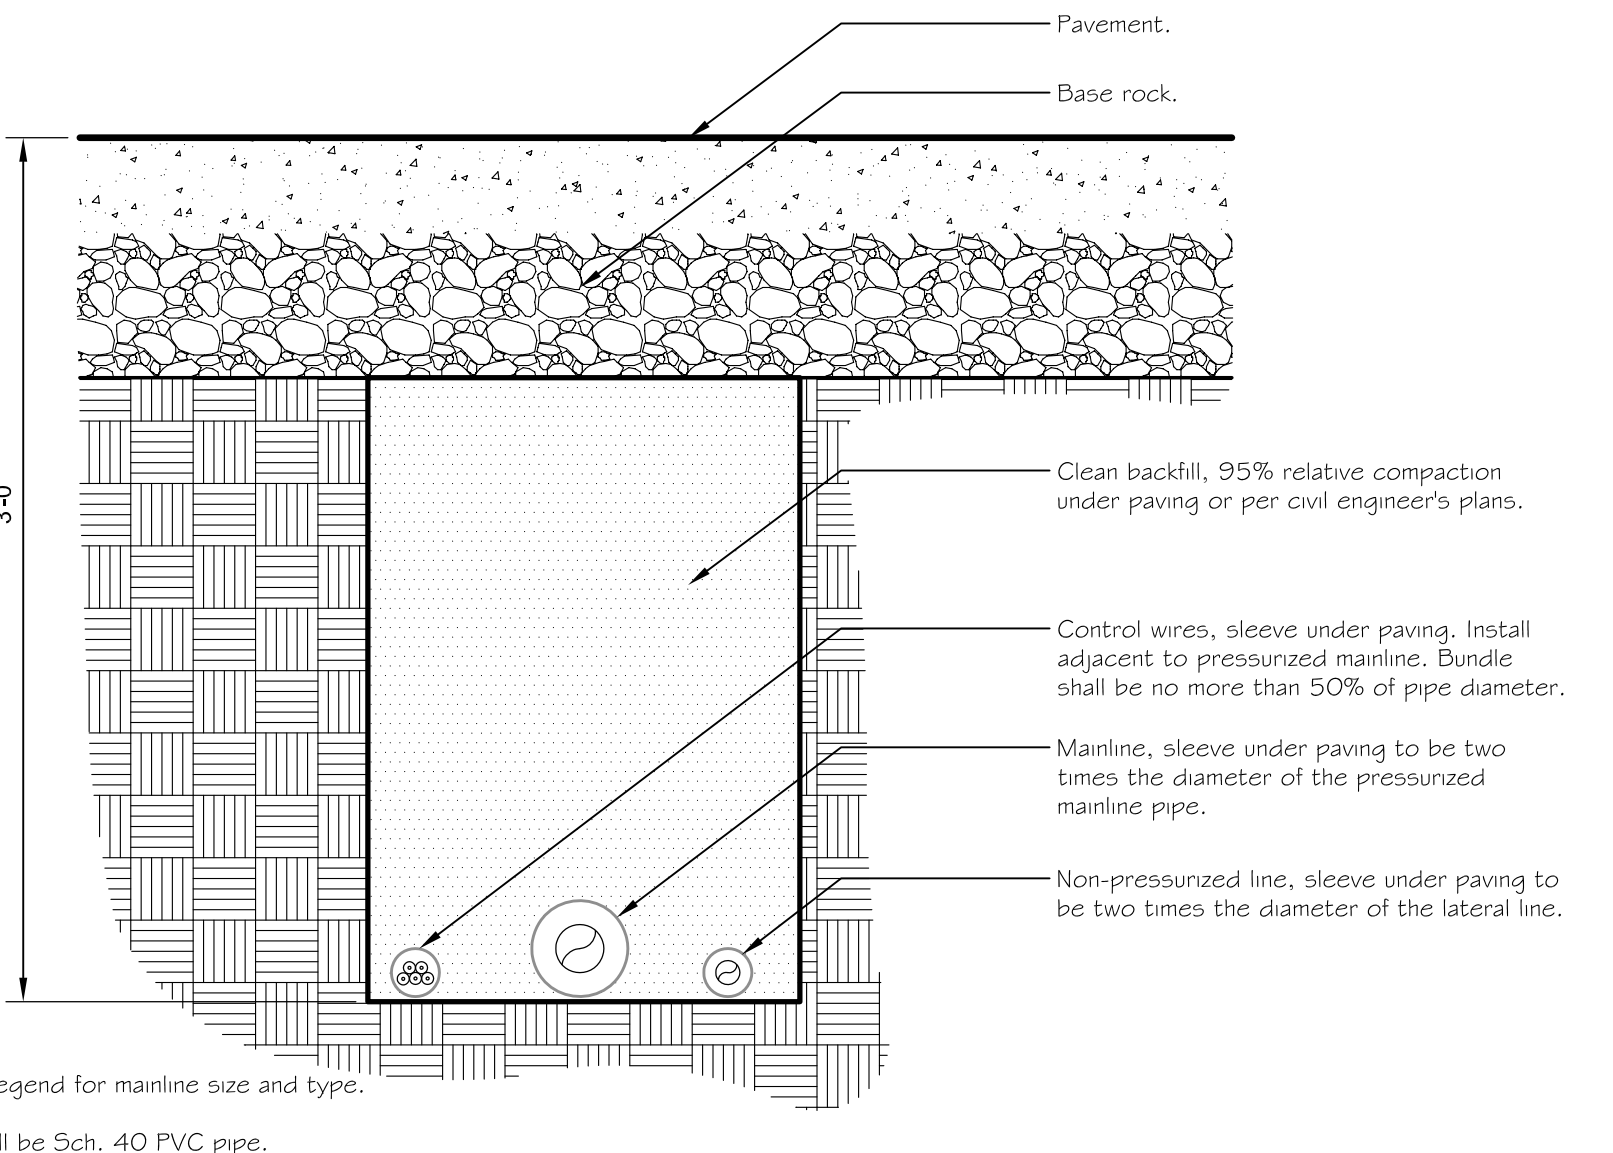 Pavement.
Base rock.
Clean backfill, 95% relative compaction
under paving or per civil engineer's plans.
3'-0
Control wires, sleeve under paving. Install
adjacent to pressurized mainline. Bundle
shall be no more than 50% of pipe diameter.
Mainline, sleeve under paving to be two
times the diameter of the pressurized
mainline pipe.
Non-pressurized line, sleeve under paving to
be two times the diameter of the lateral line.
egend for mainline size and type.
ll be Sch. 40 PVC pipe.